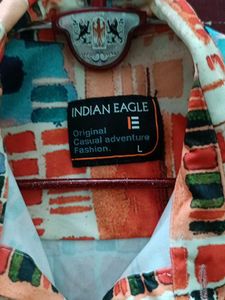 INDIAN EAGLE
Original
Casual adventure
Fashion.
L